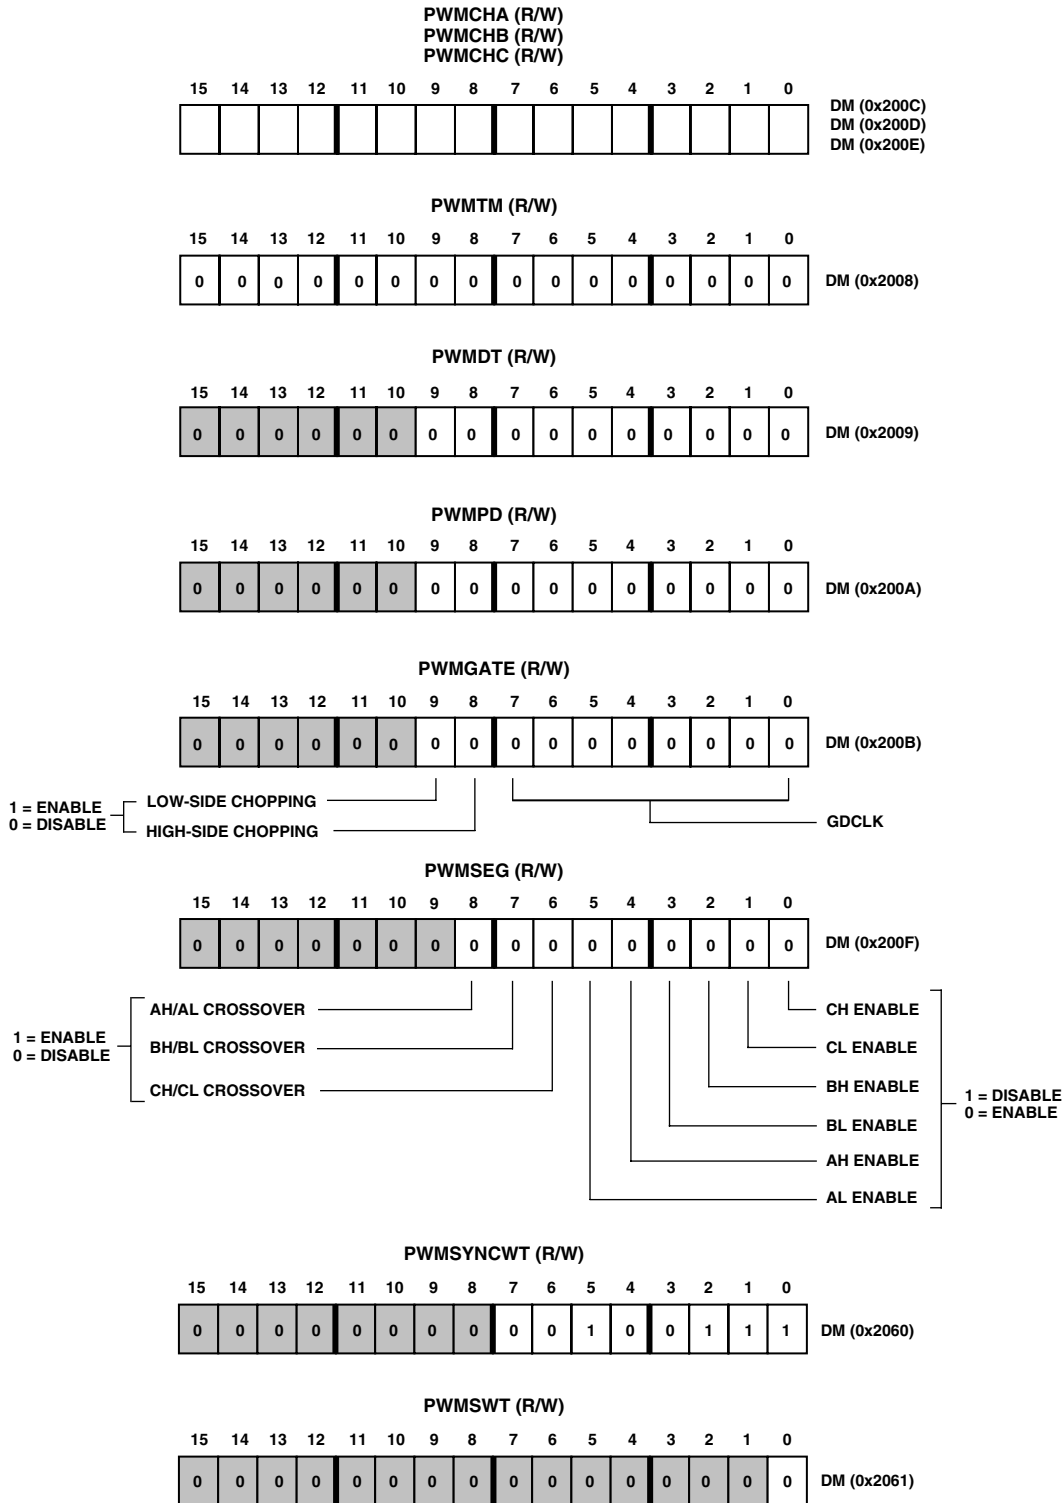 PWMCHA (R/W)
PWMCHB (R/W)
PWMCHC (R/W)
15 14 13 12 11 10 9 8 7 6 5 4 3 2 1 0
DM (0x200C)
DM (0x200D)
DM (0x200E)
PWMTM (R/W)
15 14 13 12 11 10 9 8 7 6 5 4 3 2 1 0
0 0 0 0 0 0 0 0 0 0 0 0 0 0 0 0 DM (0x2008)
PWMDT (R/W)
15 14 13 12 11 10 9 8 7 6 5 4 3 2 1 0
0 0 0 0 0 0 0 0 0 0 0 0 0 0 0 0 DM (0x2009)
PWMPD (R/W)
15 14 13 12 11 10 9 8 7 6 5 4 3 2 1 0
0 0 0 0 0 0 0 0 0 0 0 0 0 0 0 0 DM (0x200A)
PWMGATE (R/W)
15 14 13 12 11 10 9 8 7 6 5 4 3 2 1 0
0 0 0 0 0 0 0 0 0 0 0 0 0 0 0 0 DM (0x200B)
1 = ENABLE
0 = DISABLE
LOW-SIDE CHOPPING
HIGH-SIDE CHOPPING
GDCLK
PWMSEG (R/W)
15 14 13 12 11 10 9 8 7 6 5 4 3 2 1 0
0 0 0 0 0 0 0 0 0 0 0 0 0 0 0 0 DM (0x200F)
1 = ENABLE
0 = DISABLE
AH/AL CROSSOVER
BH/BL CROSSOVER
CH/CL CROSSOVER
CH ENABLE
CL ENABLE
BH ENABLE
BL ENABLE
AH ENABLE
AL ENABLE
1 = DISABLE
0 = ENABLE
PWMSYNCWT (R/W)
15 14 13 12 11 10 9 8 7 6 5 4 3 2 1 0
0 0 0 0 0 0 0 0 0 0 1 0 0 1 1 1 DM (0x2060)
PWMSWT (R/W)
15 14 13 12 11 10 9 8 7 6 5 4 3 2 1 0
0 0 0 0 0 0 0 0 0 0 0 0 0 0 0 0 DM (0x2061)